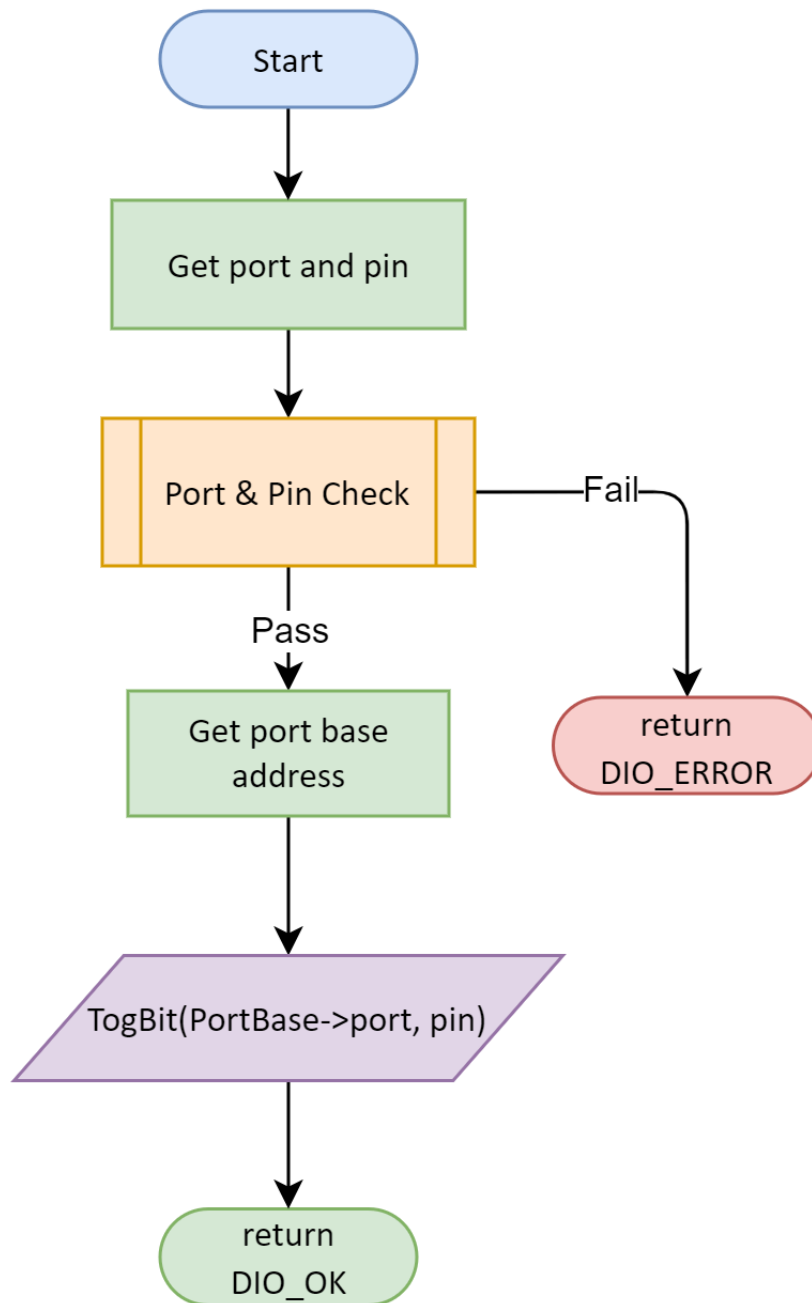 Start
Get port and pin
Port & Pin Check
Fail
Pass
Get port base
address
return
DIO_ERROR
TogBit(PortBase->port, pin)
return
DIO_OK